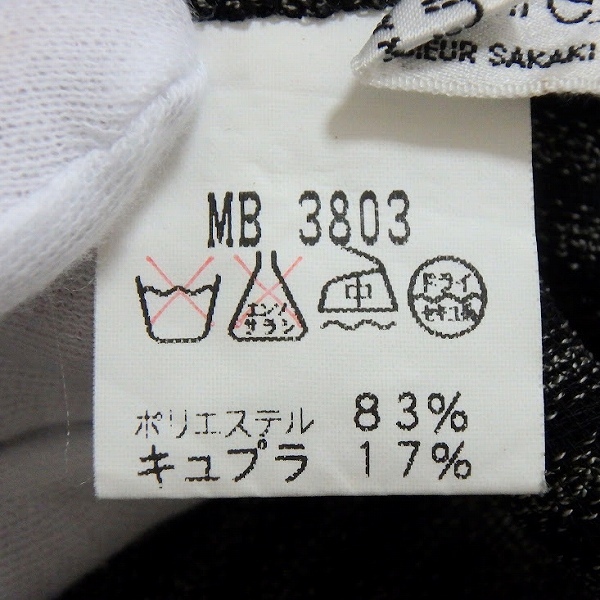 MEUR SAKAKI
MB 3803
エンソ
サラシ
中
ドライ
セキユ系
ポリエステル 83%
キュプラ 17%